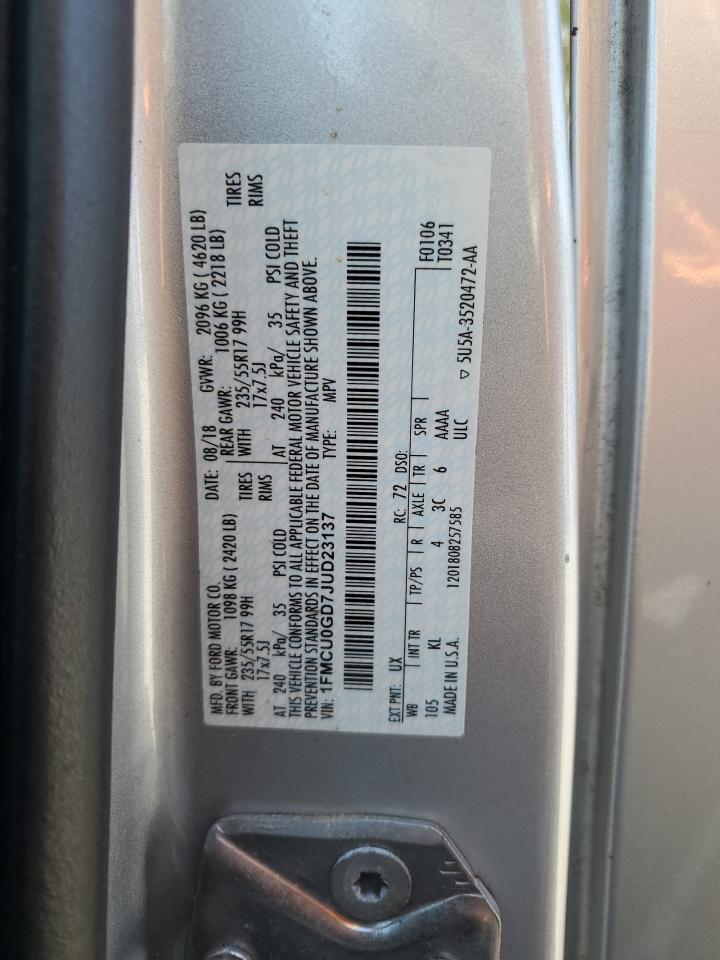 MFD. BY FORD MOTOR CO.
DATE: 08/18 GVWR: 2096 KG ( 4620 LB)
FRONT GAWR: 1098 KG ( 2420 LB)
REAR GAWR: 1006 KG ( 2218 LB)
WITH 235/55R17 99H TIRES
WITH 235/55R17 99H TIRES
17x7.5J RIMS
17x7.5J RIMS
AT 240 kPa/ 35 PSI COLD
AT 240 kPa/ 35 PSI COLD
THIS VEHICLE CONFORMS TO ALL APPLICABLE FEDERAL MOTOR VEHICLE SAFETY AND THEFT
PREVENTION STANDARDS IN EFFECT ON THE DATE OF MANUFACTURE SHOWN ABOVE.
VIN: 1FMCU0GD7JUD23137 TYPE: MPV
EXT PNT: UX RC: 72 DSO: F0106
WB INT TR TP/PS R AXLE TR SPR T0341
105 KL 4 3C 6 AAAA
MADE IN U.S.A. 1201808257585 ULC ▽ 5U5A-3520472-AA